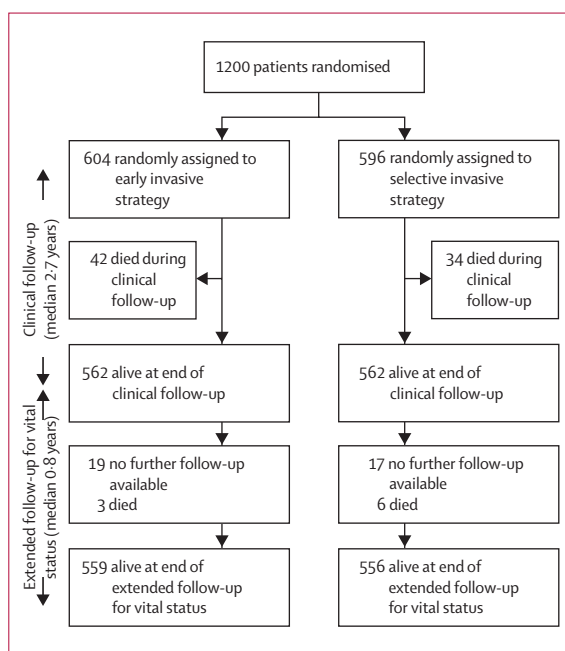 1200 patients randomised
604 randomly assigned to
early invasive
strategy
596 randomly assigned to
selective invasive
strategy
Clinical follow-up
(median 2·7 years)
42 died during
clinical
follow-up
34 died during
clinical
follow-up
562 alive at end of
clinical follow-up
562 alive at end of
clinical follow-up
Extended follow-up for vital
status (median 0·8 years)
19 no further follow-up
available
3 died
17 no further follow-up
available
6 died
559 alive at end of
extended follow-up
for vital status
556 alive at end of
extended follow-up
for vital status